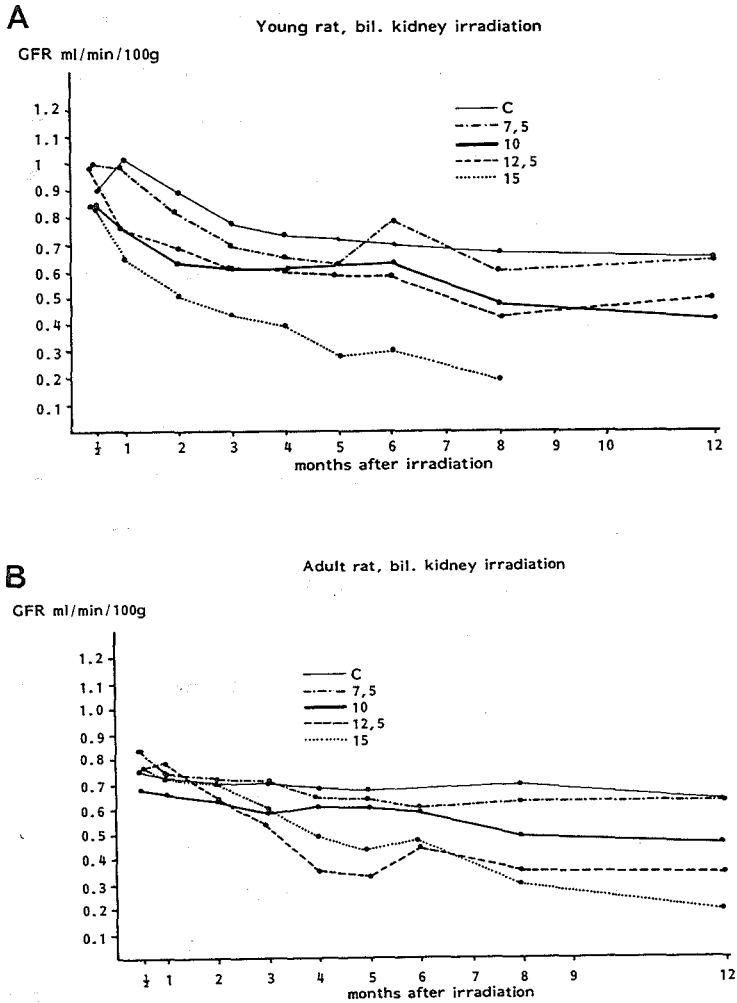 A
Young rat, bil. kidney irradiation
GFR ml/min/100g
C
7,5
10
12,5
15
1.2
1.1
1
0.9
0.8
0.7
0.6
0.5
0.4
0.3
0.2
0.1
½ 1 2 3 4 5 6 7 8 9 10 12
months after irradiation
B
Adult rat, bil. kidney irradiation
GFR ml/min/100g
C
7,5
10
12,5
15
1.2
1.1
1.0
0.9
0.8
0.7
0.6
0.5
0.4
0.3
0.2
0.1
½ 1 2 3 4 5 6 7 8 9 12
months after irradiation